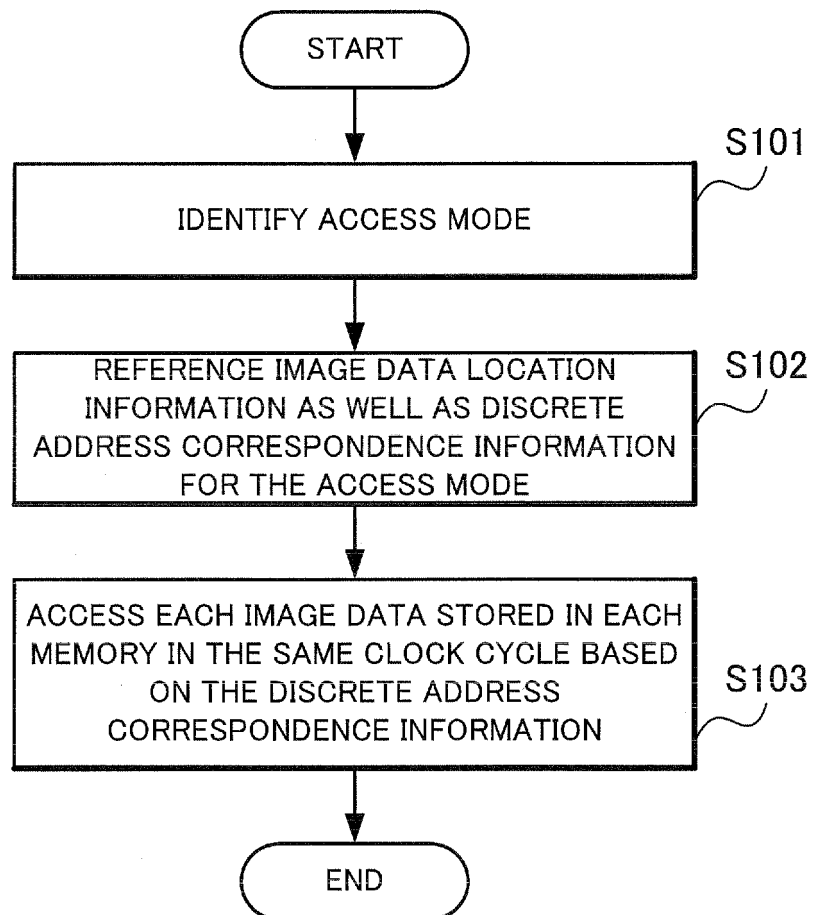 START
S101
IDENTIFY ACCESS MODE
S102
REFERENCE IMAGE DATA LOCATION
INFORMATION AS WELL AS DISCRETE
ADDRESS CORRESPONDENCE INFORMATION
FOR THE ACCESS MODE
ACCESS EACH IMAGE DATA STORED IN EACH
MEMORY IN THE SAME CLOCK CYCLE BASED
ON THE DISCRETE ADDRESS
CORRESPONDENCE INFORMATION
S103
END